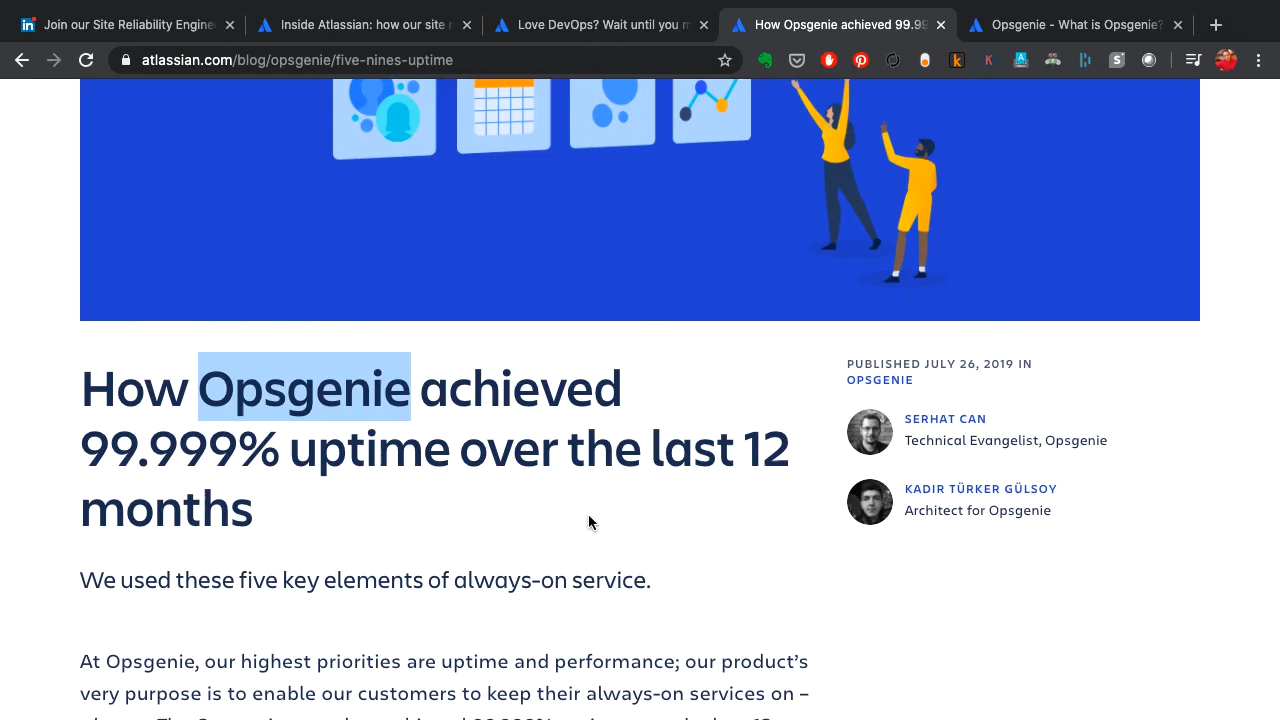 Join our Site Reliability Engine
Inside Atlassian: how our site
Love DevOps? Wait until you
How Opsgenie achieved 99.99
Opsgenie - What is Opsgenie?
atlassian.com/blog/opsgenie/five-nines-uptime
How Opsgenie achieved
99.999% uptime over the last 12
months
We used these five key elements of always-on service.
At Opsgenie, our highest priorities are uptime and performance; our product's
very purpose is to enable our customers to keep their always-on services on –
PUBLISHED JULY 26, 2019 IN
OPSGENIE
SERHAT CAN
Technical Evangelist, Opsgenie
KADIR TÜRKER GÜLSOY
Architect for Opsgenie